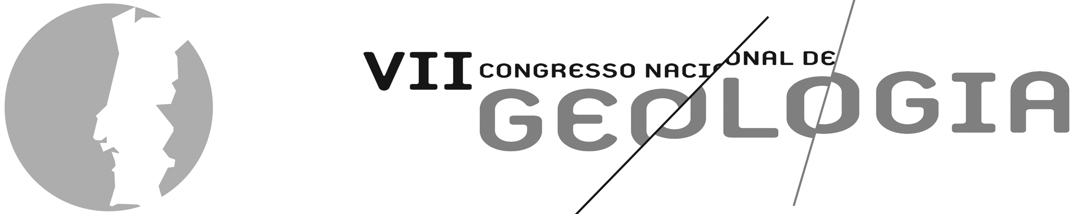 VII CONGRESSO NACIONAL DE
GEOLOGIA